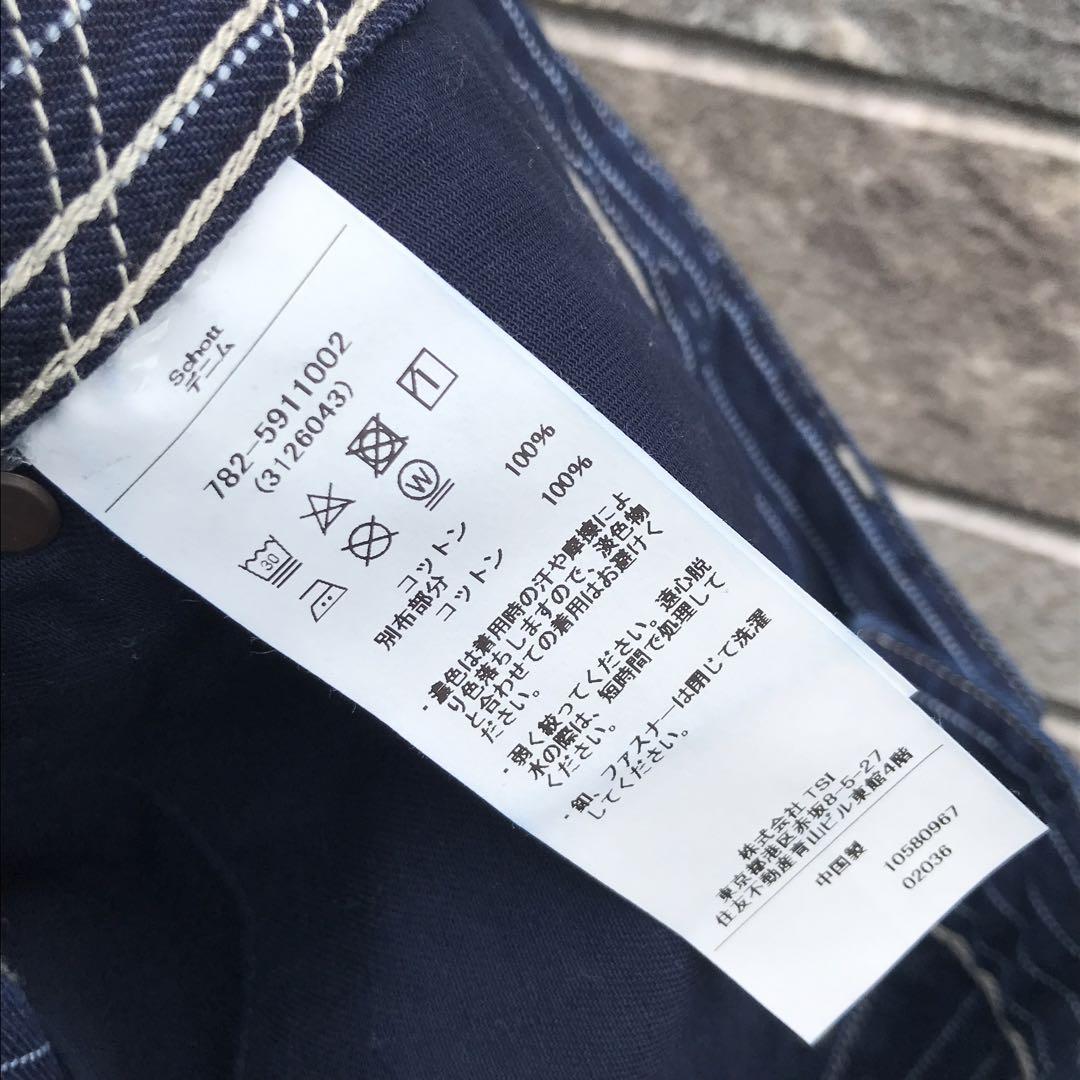 Schott
デニム
782-5911002
(3126043)
30
W
コットン 100%
別布部分
コットン 100%
・濃色は着用時の汗や摩擦によ
り色落ちしますので、淡色物
と合わせての着用はお避けく
ださい。
・弱く絞ってください。遠心脱
水の際は、短時間で処理して
ください。
・釦、ファスナーは閉じて洗濯
してください。
株式会社 TSI
東京都港区赤坂8-5-27
住友不動産青山ビル東館4階
中国製
10580967
02036